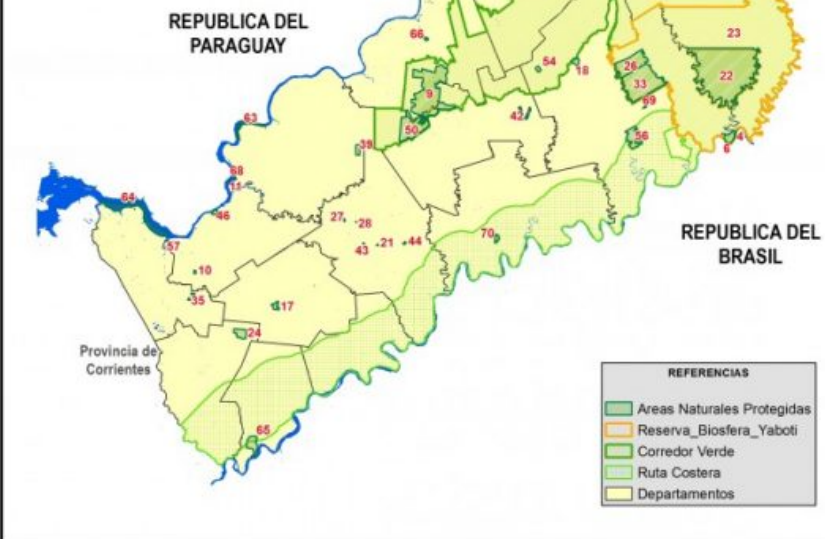 REPUBLICA DEL
PARAGUAY
66
23
54
18
26
22
33
9
69
42
63
50
56
4
6
39
68
11
64
46
27
28
70
REPUBLICA DEL
BRASIL
57
43
21
44
10
35
17
24
Provincia de
Corrientes
65
REFERENCIAS
Areas Naturales Protegidas
Reserva_Biosfera_Yaboti
Corredor Verde
Ruta Costera
Departamentos